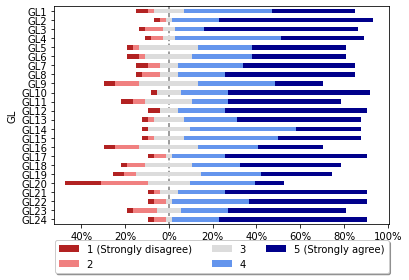 GL1
GL2
GL3
GL4
GL5
GL6
GL7
GL8
GL9
GL10
GL11
GL12
GL13
GL14
GL15
GL16
GL17
GL18
GL19
GL20
GL21
GL22
GL23
GL24
GL
40% 20% 0% 20% 40% 60% 80% 100%
1 (Strongly disagree) 3 5 (Strongly agree)
2 4